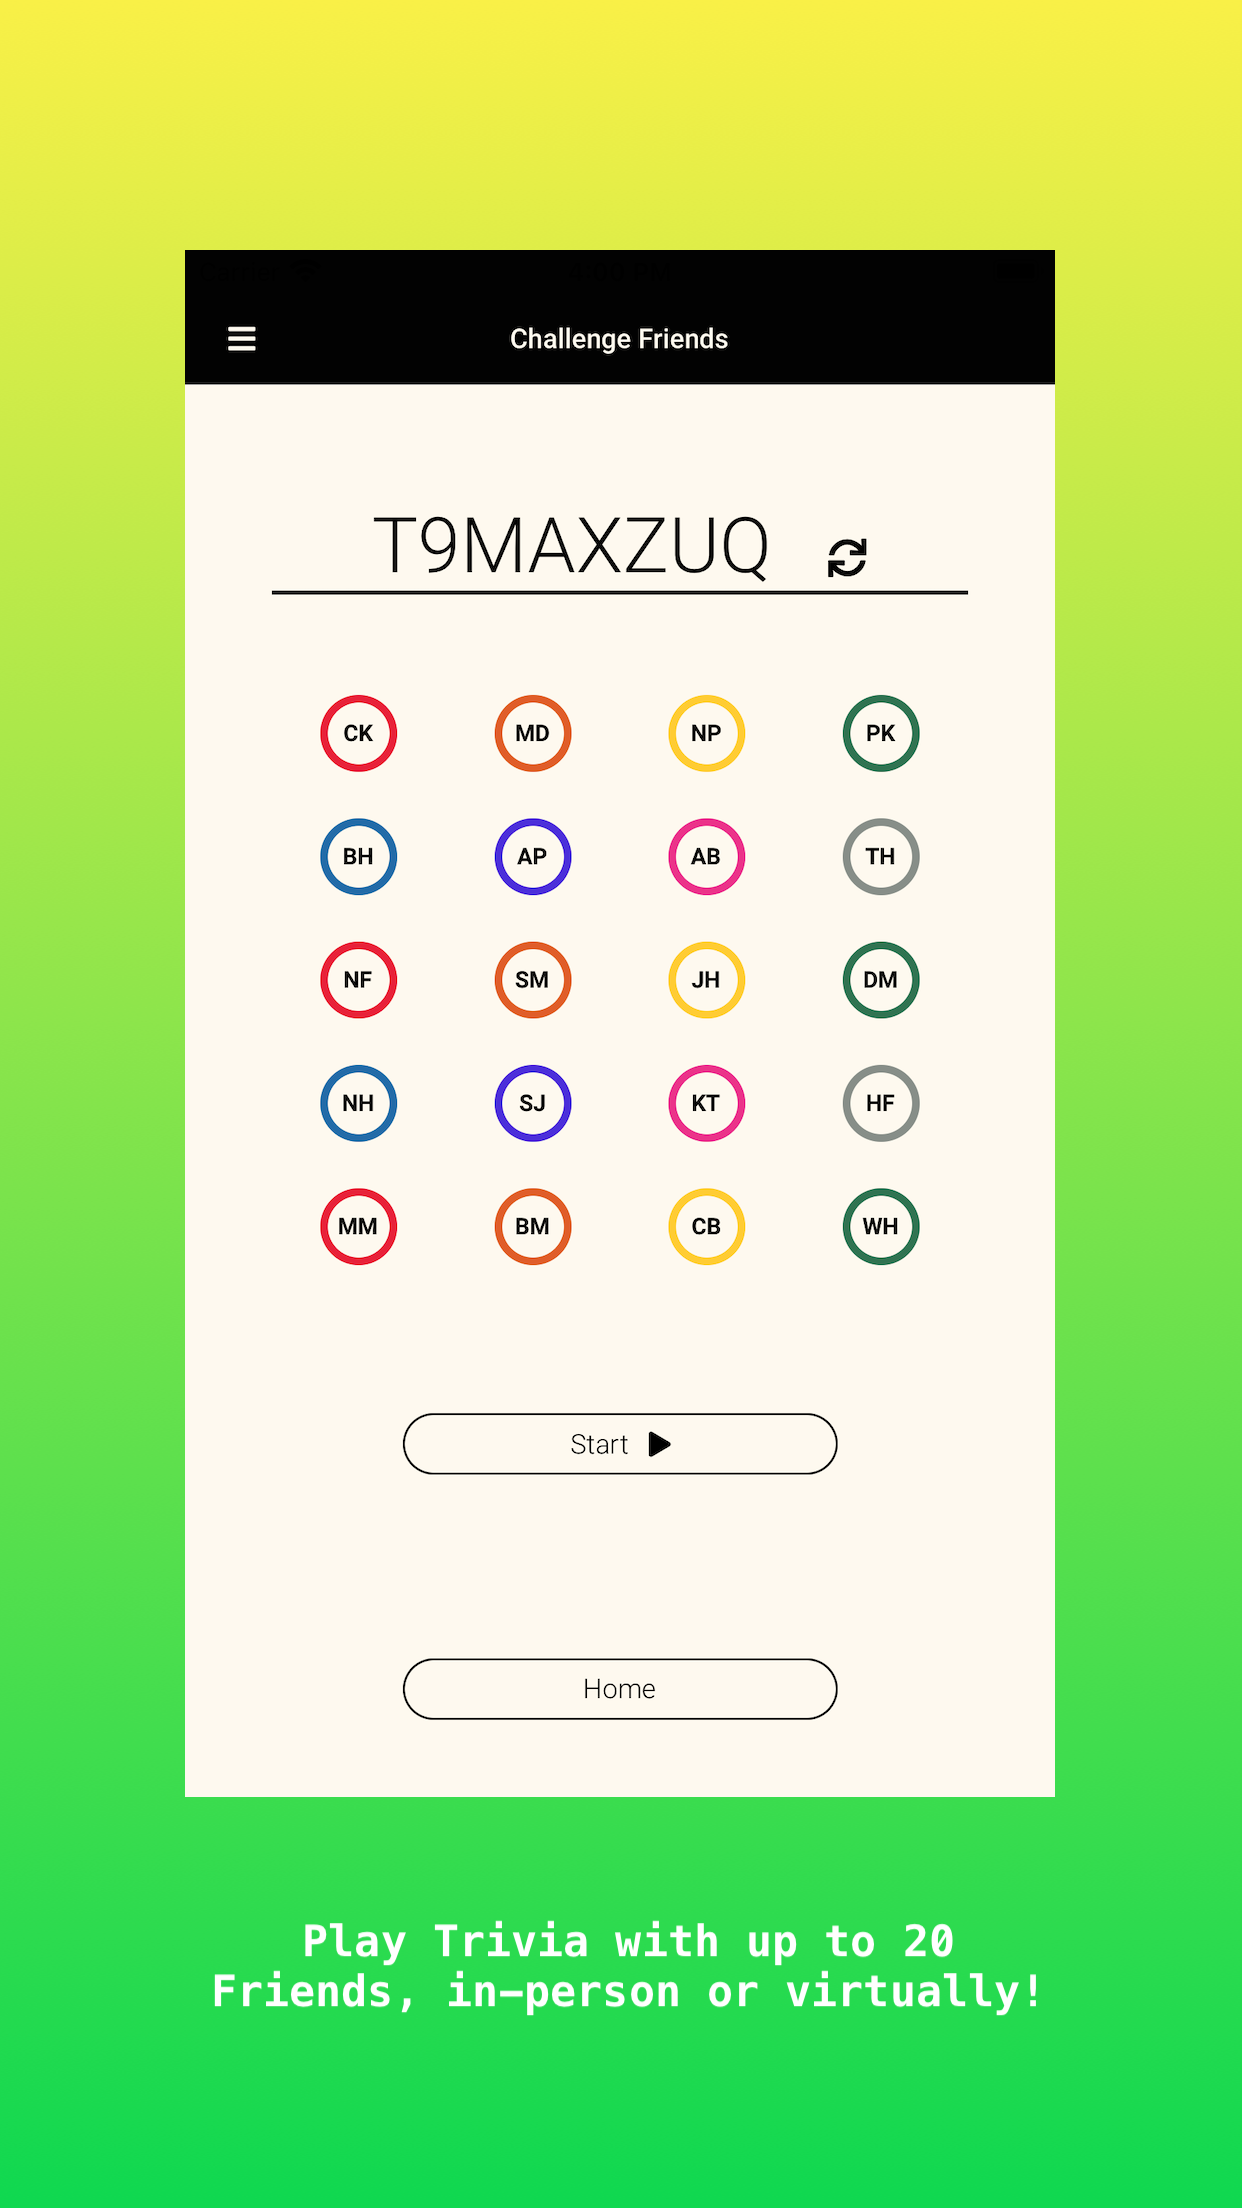 Challenge Friends
T9MAXZUQ
CK MD NP PK
BH AP AB TH
NF SM JH DM
NH SJ KT HF
MM BM CB WH
Start
Home
Play Trivia with up to 20
Friends, in-person or virtually!